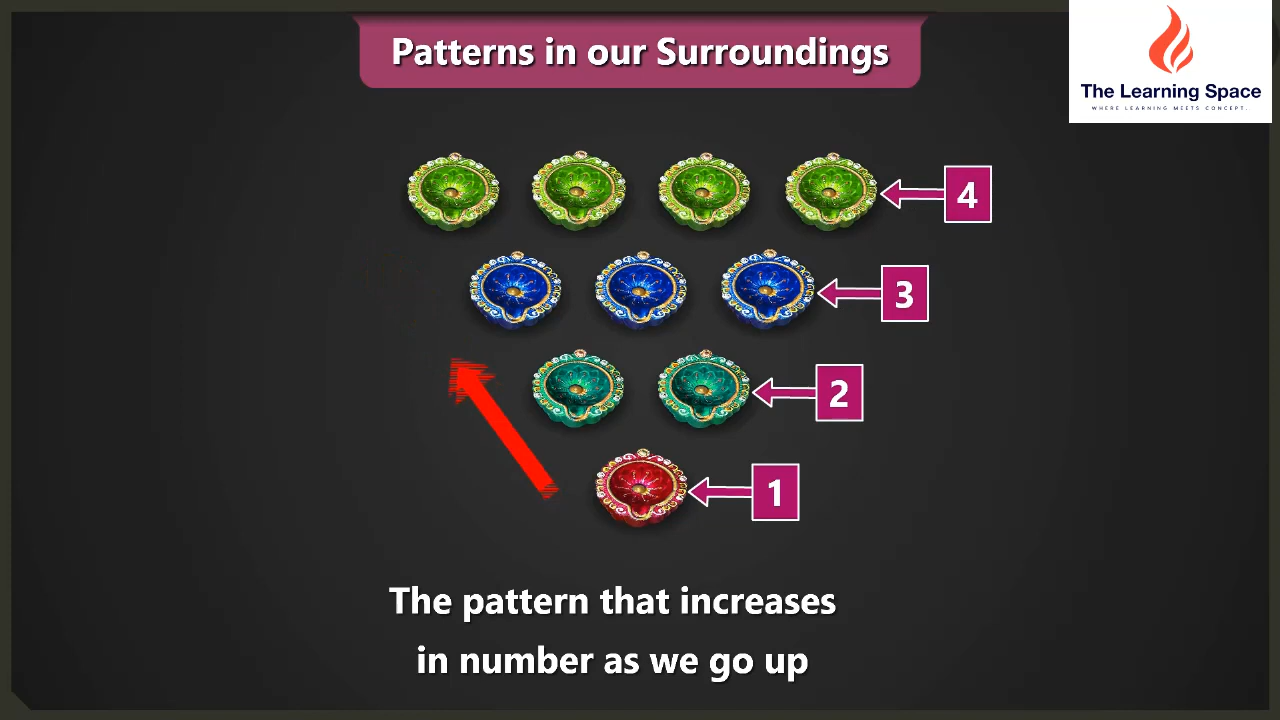 Patterns in our Surroundings
The Learning Space
WHERE LEARNING MEETS CONCEPT.
4
3
2
1
The pattern that increases
in number as we go up